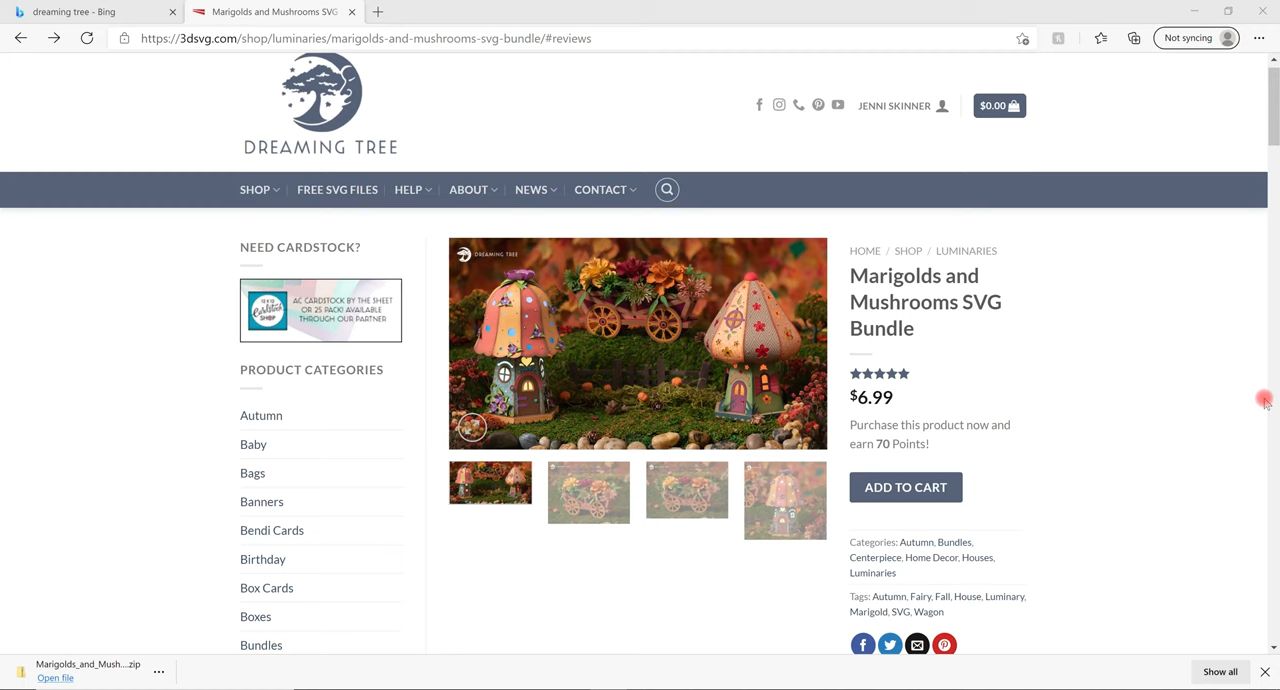 dreaming tree - Bing
Marigolds and Mushrooms SVG
https://3dsvg.com/shop/luminaries/marigolds-and-mushrooms-svg-bundle/#reviews
Not syncing
DREAMING TREE
JENNI SKINNER
$0.00
SHOP
FREE SVG FILES
HELP
ABOUT
NEWS
CONTACT
NEED CARDSTOCK?
12 X 12
Cardstock
SHOP
AC CARDSTOCK BY THE SHEET
OR 25 PACK! AVAILABLE
THROUGH OUR PARTNER
PRODUCT CATEGORIES
Autumn
Baby
Bags
Banners
Bendi Cards
Birthday
Box Cards
Boxes
Bundles
DREAMING TREE
HOME / SHOP / LUMINARIES
Marigolds and
Mushrooms SVG
Bundle
$6.99
Purchase this product now and
earn 70 Points!
ADD TO CART
Categories: Autumn, Bundles,
Centerpiece, Home Decor, Houses,
Luminaries
Tags: Autumn, Fairy, Fall, House, Luminary,
Marigold, SVG, Wagon
Marigolds_and_Mush....zip
Open file
Show all